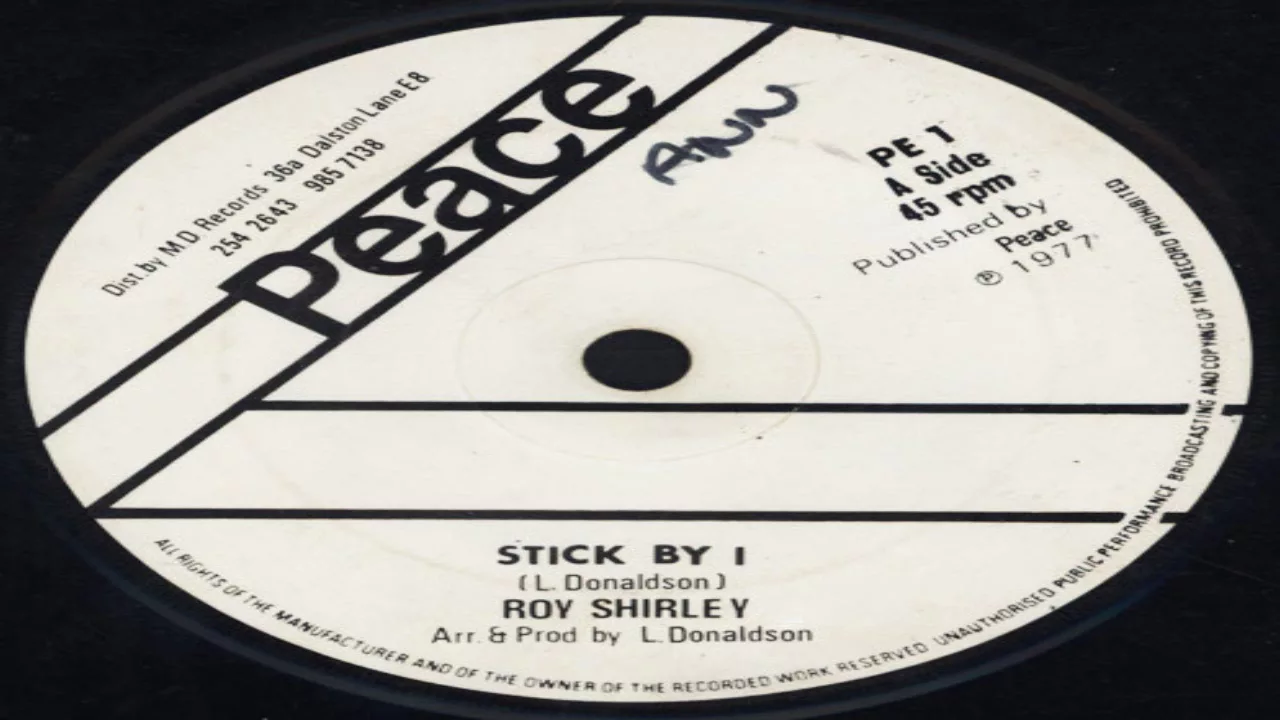 Dist. by M.D Records 36a Dalston Lane E8
254 2643 985 7138
Peace
ANN
PE 1
A Side
45 rpm
Published by
Peace
℗ 1977
STICK BY I
(L. Donaldson)
ROY SHIRLEY
Arr. & Prod by L. Donaldson
ALL RIGHTS OF THE MANUFACTURER AND OF THE OWNER OF THE RECORDED WORK RESERVED UNAUTHORISED PUBLIC PERFORMANCE BROADCASTING AND COPYING OF THIS RECORD PROHIBITED